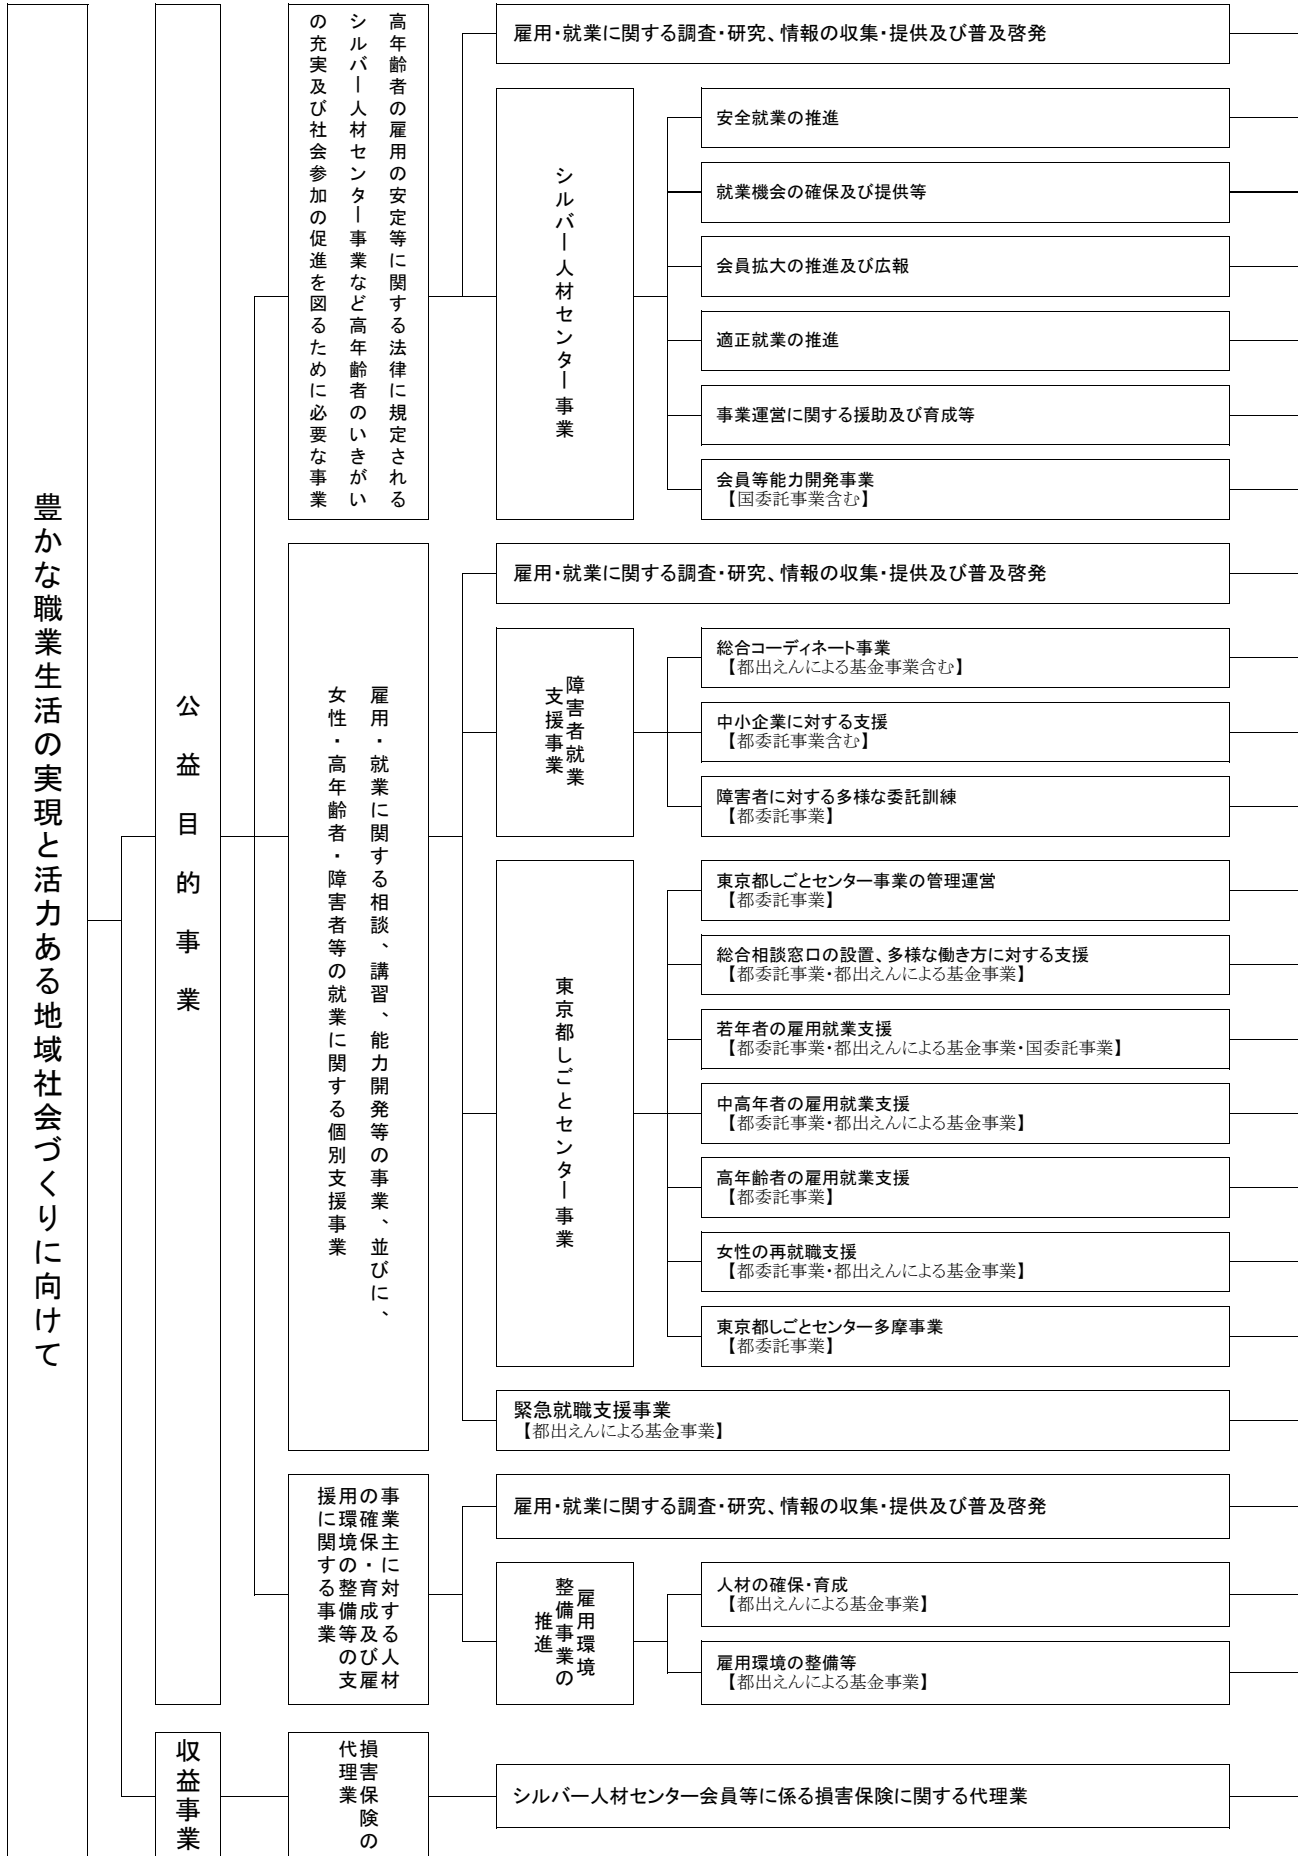 豊かな職業生活の実現と活力ある地域社会づくりに向けて
公益目的事業
高年齢者の雇用の安定等に関する法律に規定される
シルバー人材センター事業など高年齢者のいきがい
の充実及び社会参加の促進を図るために必要な事業
雇用・就業に関する調査・研究、情報の収集・提供及び普及啓発
シルバー人材センター事業
安全就業の推進
就業機会の確保及び提供等
会員拡大の推進及び広報
適正就業の推進
事業運営に関する援助及び育成等
会員等能力開発事業
【国委託事業含む】
雇用・就業に関する相談、講習、能力開発等の事業、並びに、
女性・高年齢者・障害者等の就業に関する個別支援事業
雇用・就業に関する調査・研究、情報の収集・提供及び普及啓発
障害者就業
支援事業
総合コーディネート事業
【都出えんによる基金事業含む】
中小企業に対する支援
【都委託事業含む】
障害者に対する多様な委託訓練
【都委託事業】
東京都しごとセンター事業
東京都しごとセンター事業の管理運営
【都委託事業】
総合相談窓口の設置、多様な働き方に対する支援
【都委託事業・都出えんによる基金事業】
若年者の雇用就業支援
【都委託事業・都出えんによる基金事業・国委託事業】
中高年者の雇用就業支援
【都委託事業・都出えんによる基金事業】
高年齢者の雇用就業支援
【都委託事業】
女性の再就職支援
【都委託事業・都出えんによる基金事業】
東京都しごとセンター多摩事業
【都委託事業】
緊急就職支援事業
【都出えんによる基金事業】
事業主に対する人材
の確保・育成及び雇
用環境の整備等の支
援に関する事業
雇用・就業に関する調査・研究、情報の収集・提供及び普及啓発
雇用環境
整備事業の
推進
人材の確保・育成
【都出えんによる基金事業】
雇用環境の整備等
【都出えんによる基金事業】
収益事業
損害保険の
代理業
シルバー人材センター会員等に係る損害保険に関する代理業